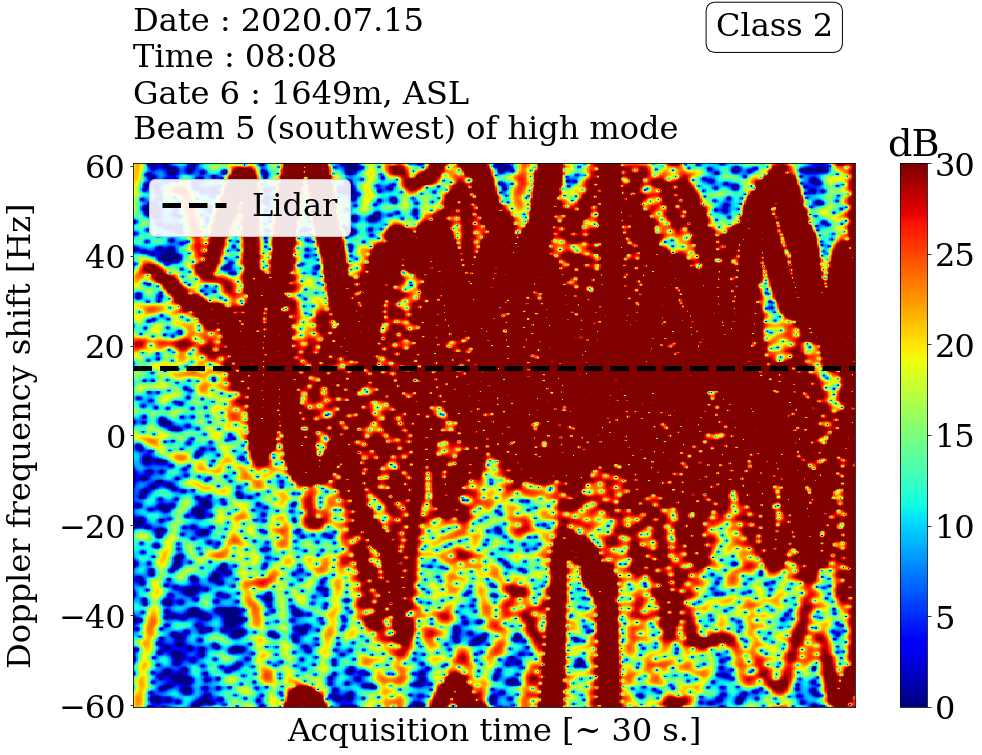 Date : 2020.07.15
Time : 08:08
Gate 6 : 1649m, ASL
Beam 5 (southwest) of high mode
Class 2
dB
Lidar
Doppler frequency shift [Hz]
60
40
20
0
−20
−40
−60
30
25
20
15
10
5
0
Acquisition time [~ 30 s.]